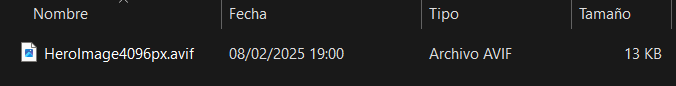 Nombre Fecha Tipo Tamaño
HeroImage4096px.avif 08/02/2025 19:00 Archivo AVIF 13 KB